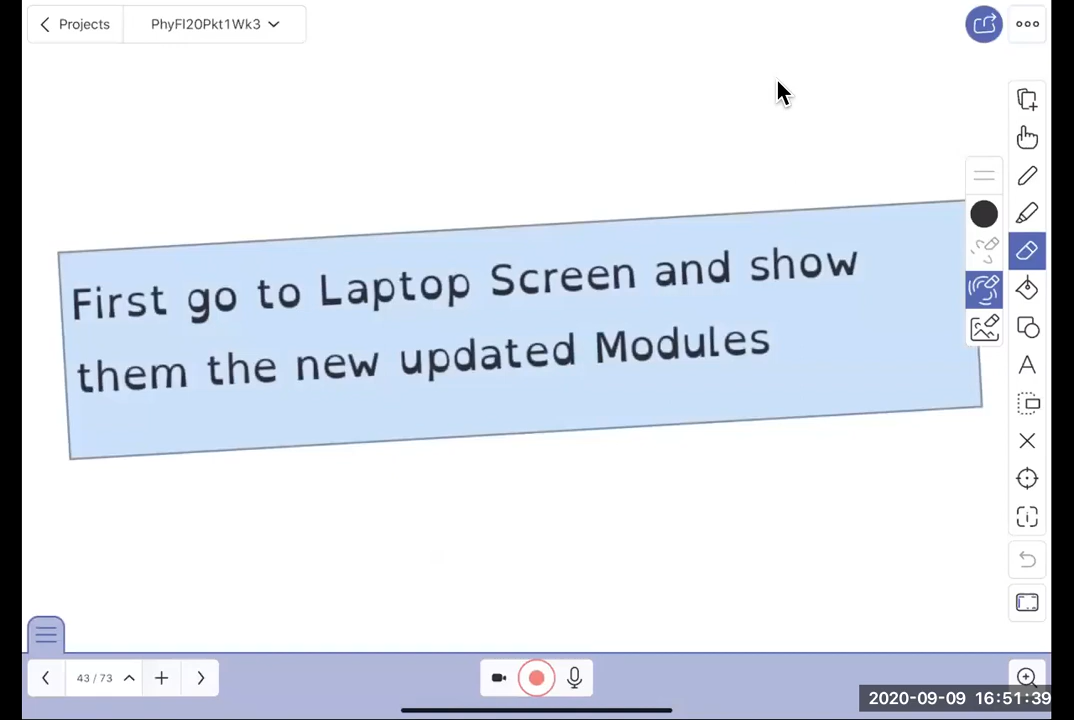 Projects
PhyFl20Pkt1Wk3
First go to Laptop Screen and show
them the new updated Modules
A
43 / 73
2020-09-09 16:51:39